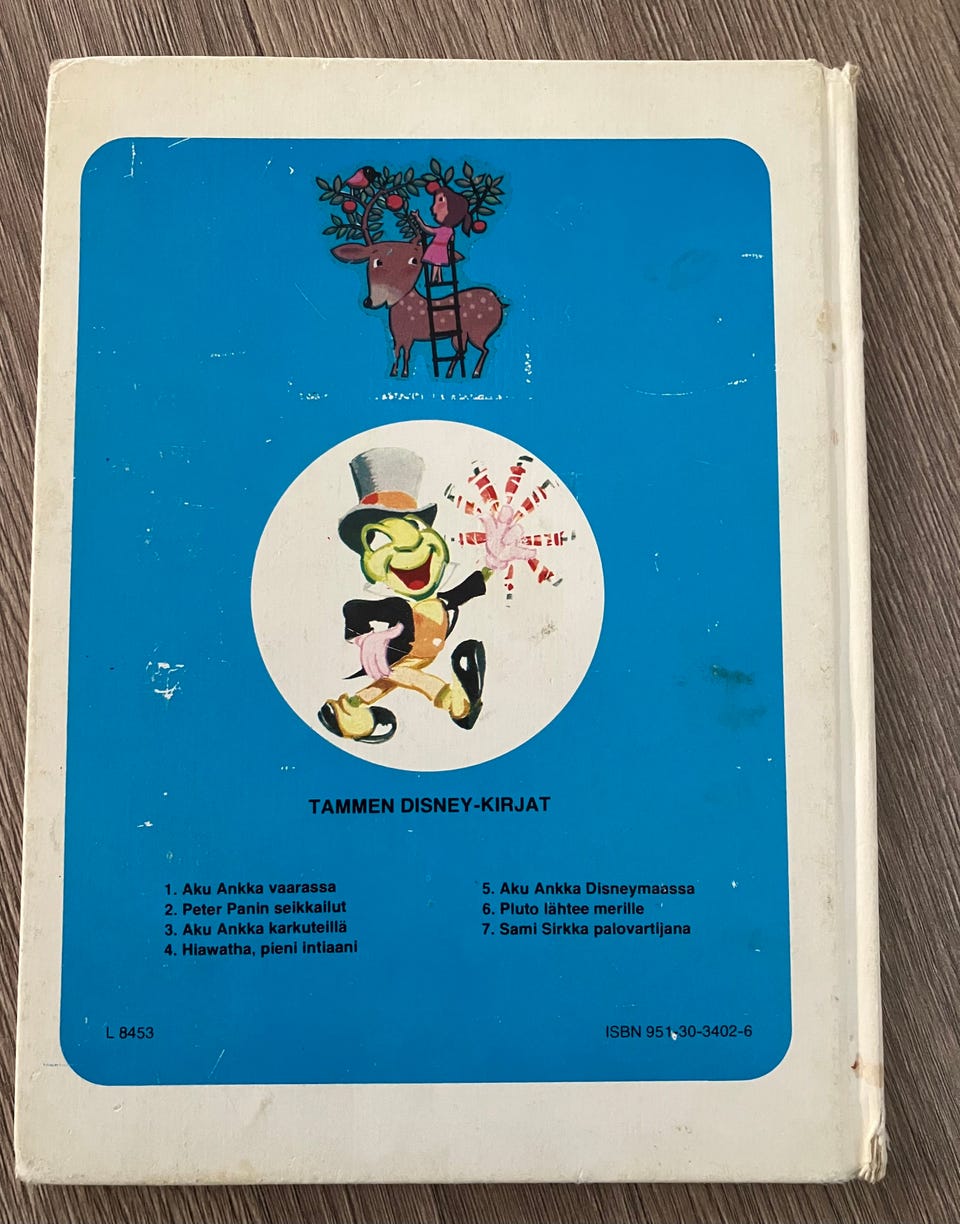 TAMMEN DISNEY-KIRJAT
1. Aku Ankka vaarassa
2. Peter Panin seikkailut
3. Aku Ankka karkuteillä
4. Hiawatha, pieni intiaani
5. Aku Ankka Disneymaassa
6. Pluto lähtee merille
7. Sami Sirkka palovartijana
L 8453
ISBN 951-30-3402-6